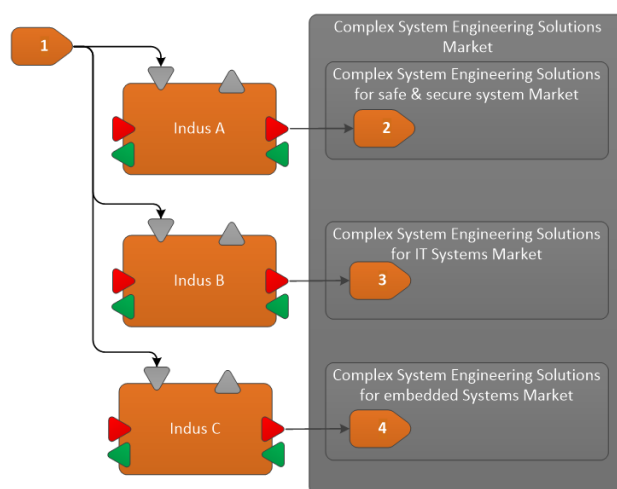 1
Complex System Engineering Solutions
Market
Complex System Engineering Solutions
for safe & secure system Market
Indus A
2
Complex System Engineering Solutions
for IT Systems Market
Indus B
3
Complex System Engineering Solutions
for embedded Systems Market
Indus C
4